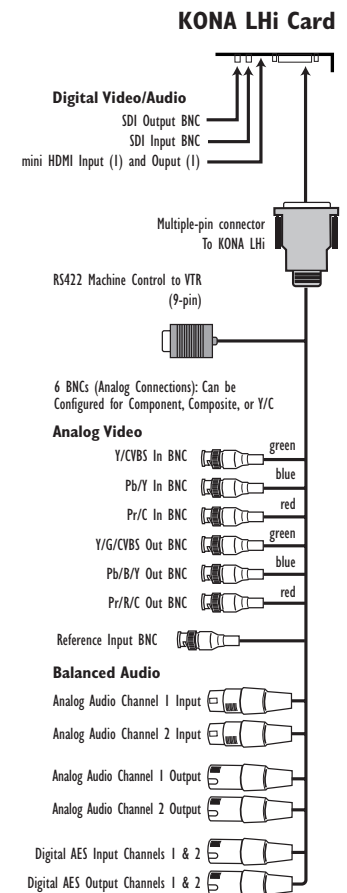 KONA LHi Card
Digital Video/Audio
SDI Output BNC
SDI Input BNC
mini HDMI Input (1) and Ouput (1)
Multiple-pin connector
To KONA LHi
RS422 Machine Control to VTR
(9-pin)
6 BNCs (Analog Connections): Can be
Configured for Component, Composite, or Y/C
Analog Video
Y/CVBS In BNC green
Pb/Y In BNC blue
Pr/C In BNC red
Y/G/CVBS Out BNC green
Pb/B/Y Out BNC blue
Pr/R/C Out BNC red
Reference Input BNC
Balanced Audio
Analog Audio Channel 1 Input
Analog Audio Channel 2 Input
Analog Audio Channel 1 Output
Analog Audio Channel 2 Output
Digital AES Input Channels 1 & 2
Digital AES Output Channels 1 & 2